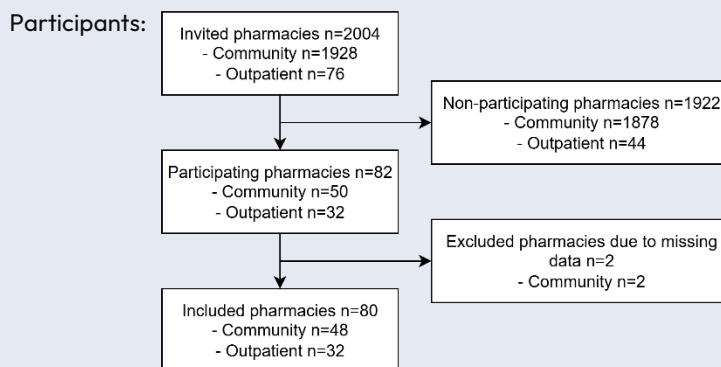 Participants:
Invited pharmacies n=2004
- Community n=1928
- Outpatient n=76
Non-participating pharmacies n=1922
- Community n=1878
- Outpatient n=44
Participating pharmacies n=82
- Community n=50
- Outpatient n=32
Excluded pharmacies due to missing
data n=2
- Community n=2
Included pharmacies n=80
- Community n=48
- Outpatient n=32